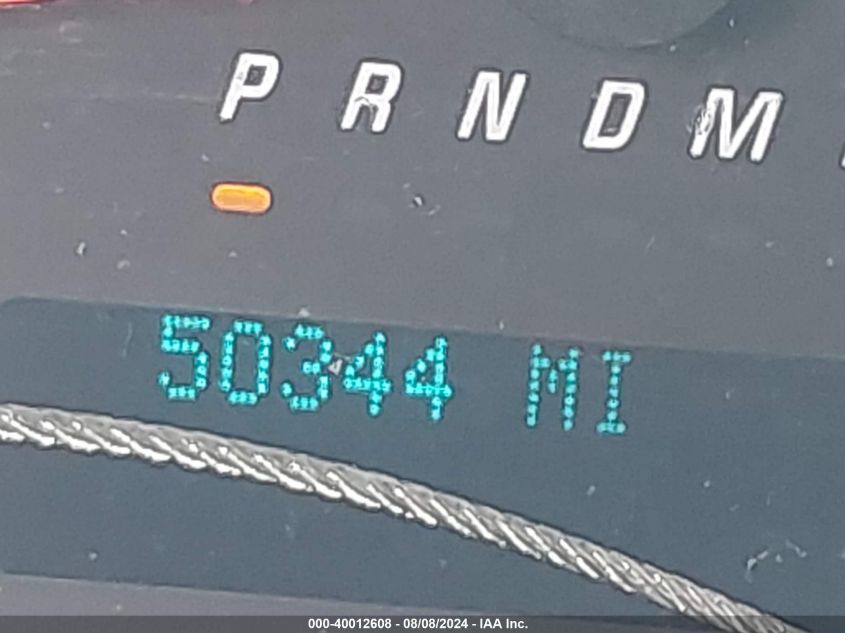 P R N D M
50344 MI
000-40012608 - 08/08/2024 - IAA Inc.